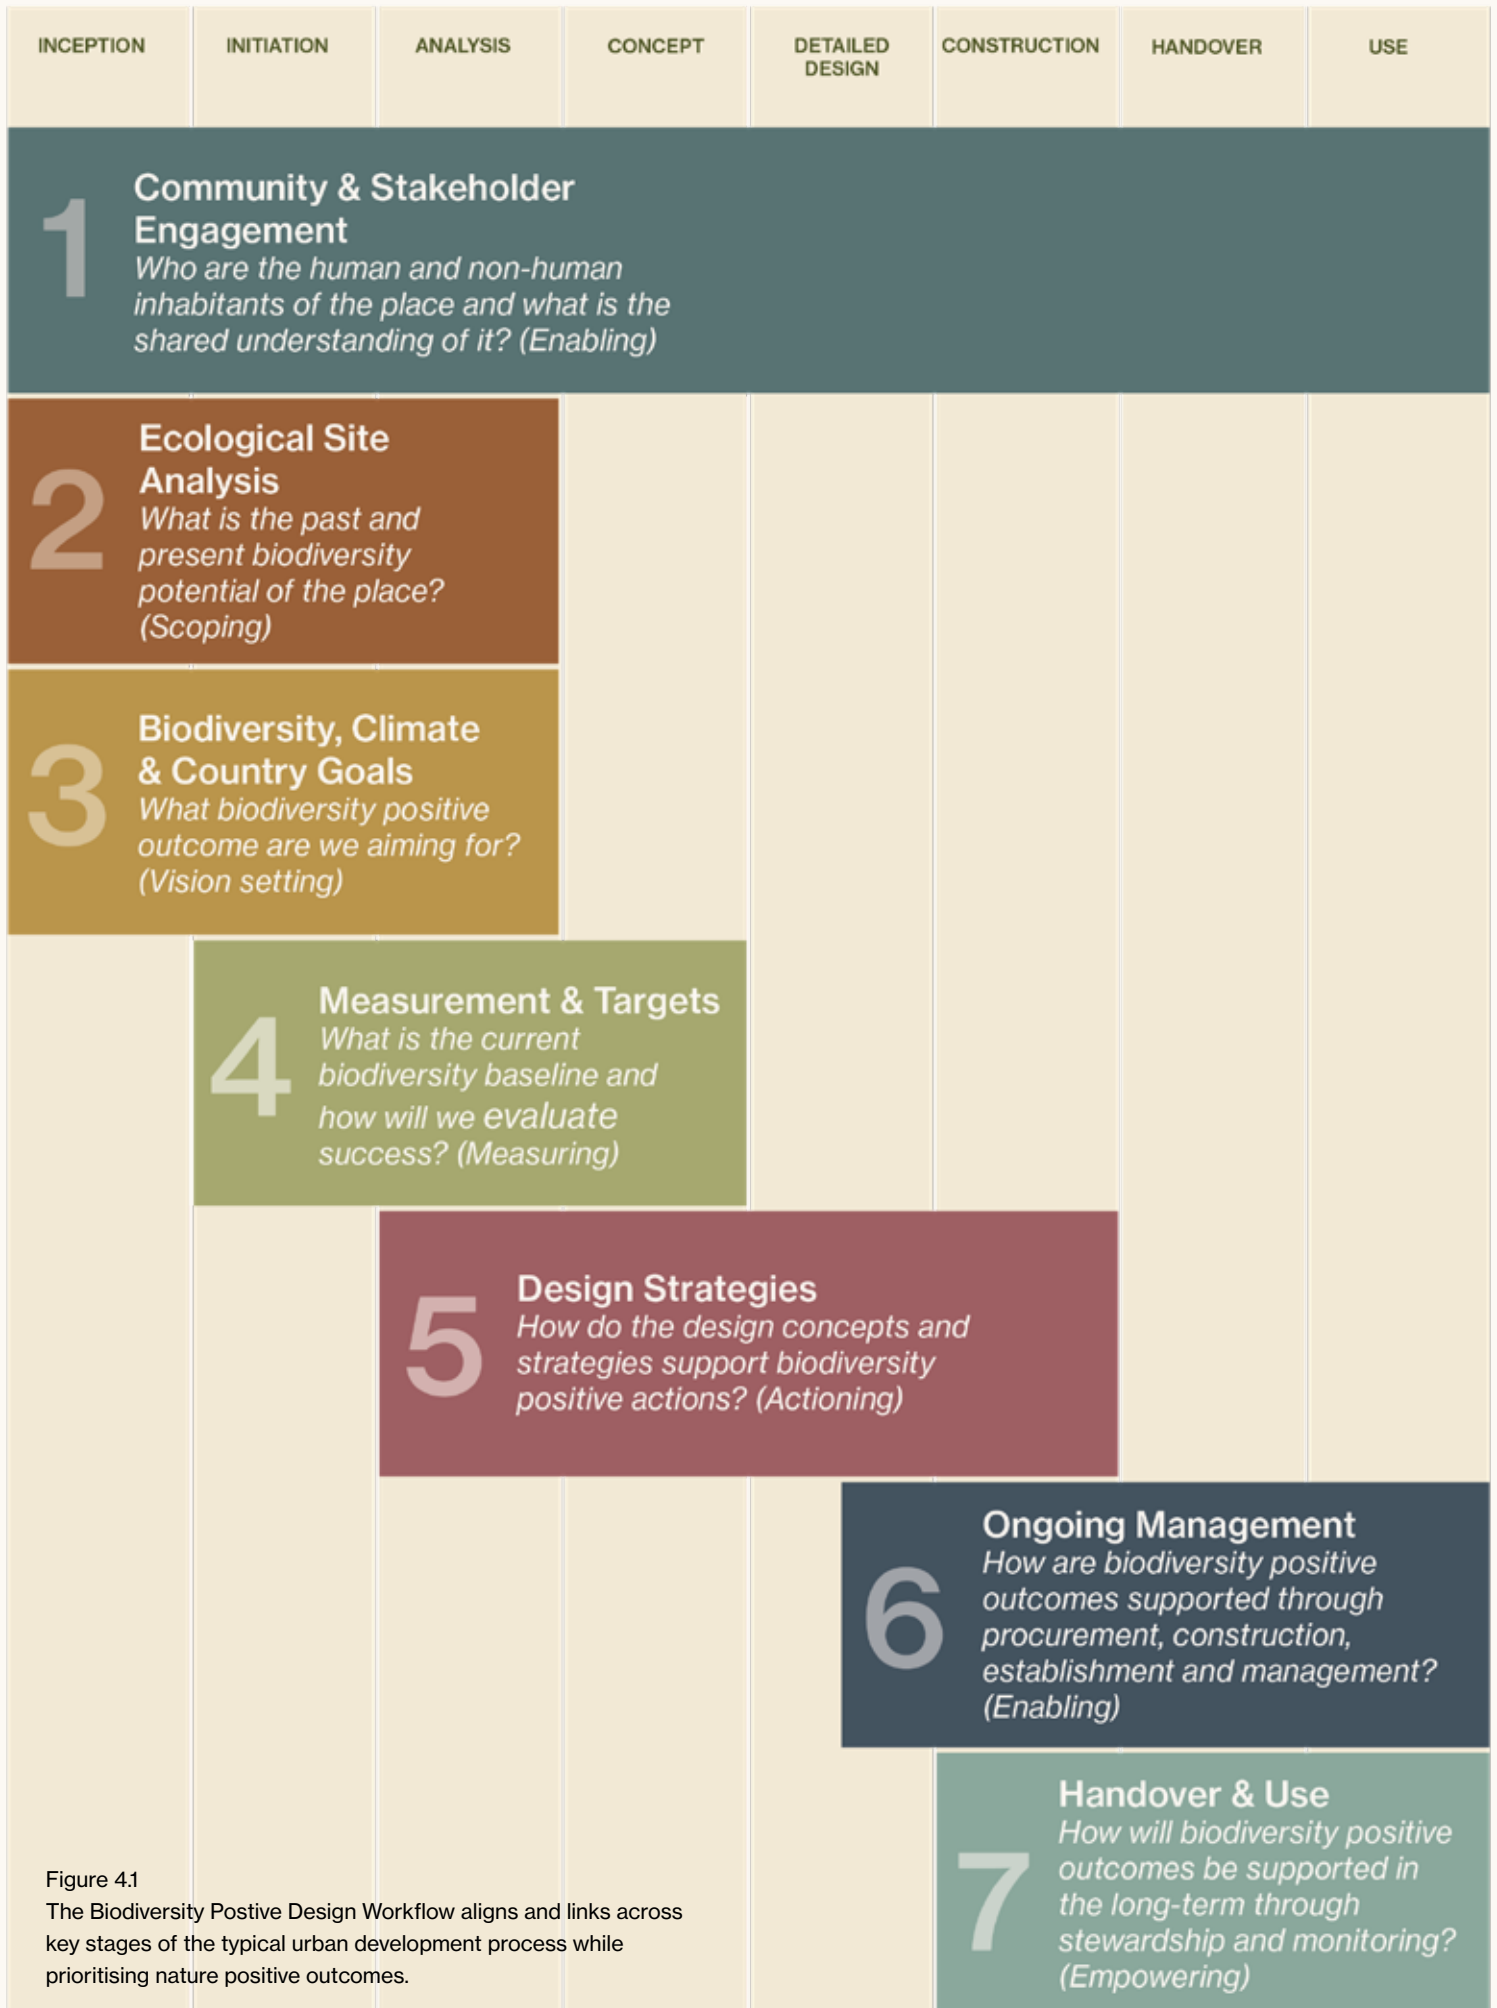 INCEPTION
INITIATION
ANALYSIS
CONCEPT
DETAILED
DESIGN
CONSTRUCTION
HANDOVER
USE
1
Community & Stakeholder
Engagement
Who are the human and non-human
inhabitants of the place and what is the
shared understanding of it? (Enabling)
2
Ecological Site
Analysis
What is the past and
present biodiversity
potential of the place?
(Scoping)
3
Biodiversity, Climate
& Country Goals
What biodiversity positive
outcome are we aiming for?
(Vision setting)
4
Measurement & Targets
What is the current
biodiversity baseline and
how will we evaluate
success? (Measuring)
5
Design Strategies
How do the design concepts and
strategies support biodiversity
positive actions? (Actioning)
6
Ongoing Management
How are biodiversity positive
outcomes supported through
procurement, construction,
establishment and management?
(Enabling)
7
Handover & Use
How will biodiversity positive
outcomes be supported in
the long-term through
stewardship and monitoring?
(Empowering)
Figure 4.1
The Biodiversity Postive Design Workflow aligns and links across
key stages of the typical urban development process while
prioritising nature positive outcomes.